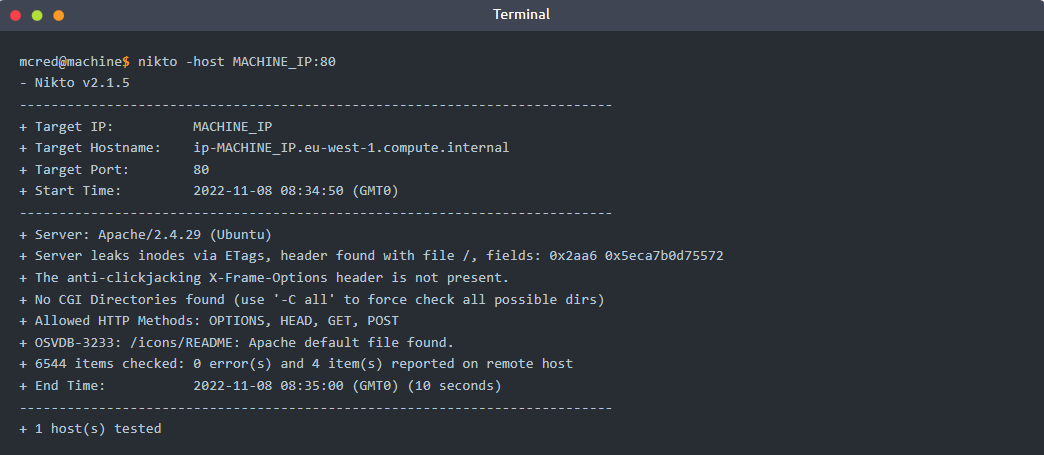 Terminal
mcred@machine$ nikto -host MACHINE_IP:80
- Nikto v2.1.5
---------------------------------------------------------------------------
+ Target IP:          MACHINE_IP
+ Target Hostname:    ip-MACHINE_IP.eu-west-1.compute.internal
+ Target Port:        80
+ Start Time:         2022-11-08 08:34:50 (GMT0)
---------------------------------------------------------------------------
+ Server: Apache/2.4.29 (Ubuntu)
+ Server leaks inodes via ETags, header found with file /, fields: 0x2aa6 0x5eca7b0d75572
+ The anti-clickjacking X-Frame-Options header is not present.
+ No CGI Directories found (use '-C all' to force check all possible dirs)
+ Allowed HTTP Methods: OPTIONS, HEAD, GET, POST
+ OSVDB-3233: /icons/README: Apache default file found.
+ 6544 items checked: 0 error(s) and 4 item(s) reported on remote host
+ End Time:           2022-11-08 08:35:00 (GMT0) (10 seconds)
---------------------------------------------------------------------------
+ 1 host(s) tested